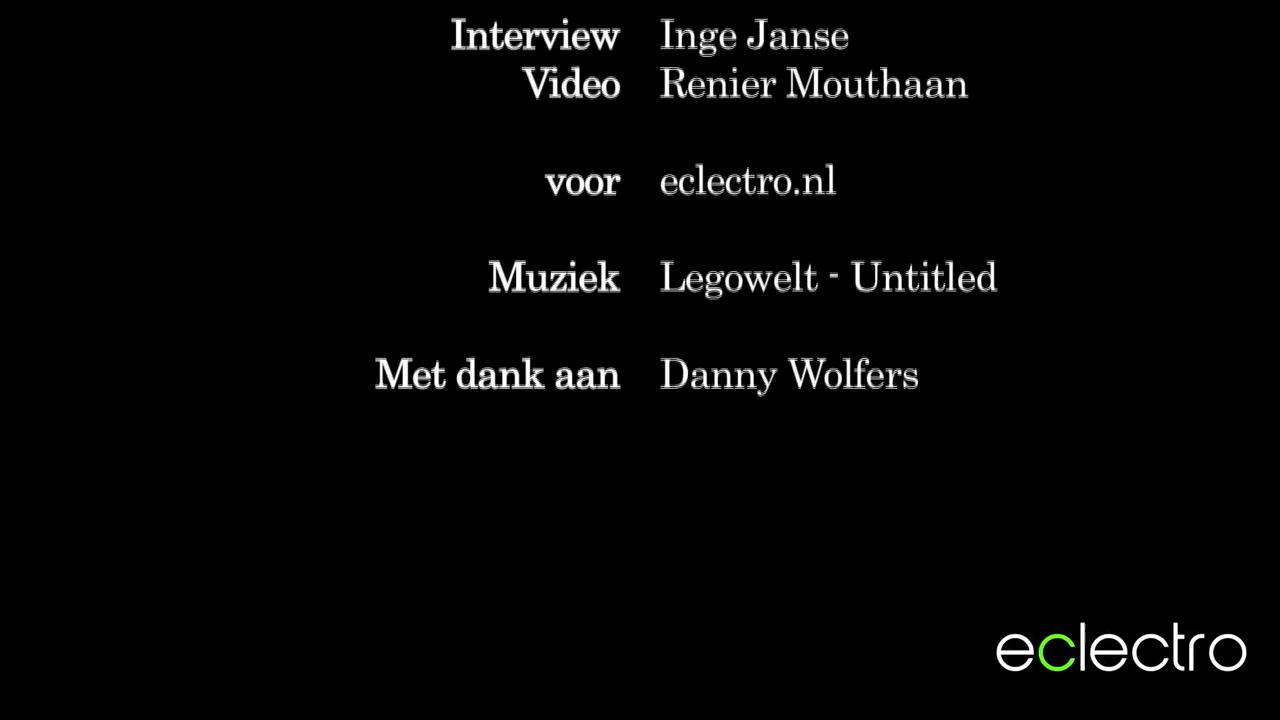 Interview Inge Janse
Video Renier Mouthaan
voor eclectro.nl
Muziek Legowelt - Untitled
Met dank aan Danny Wolfers
eclectro